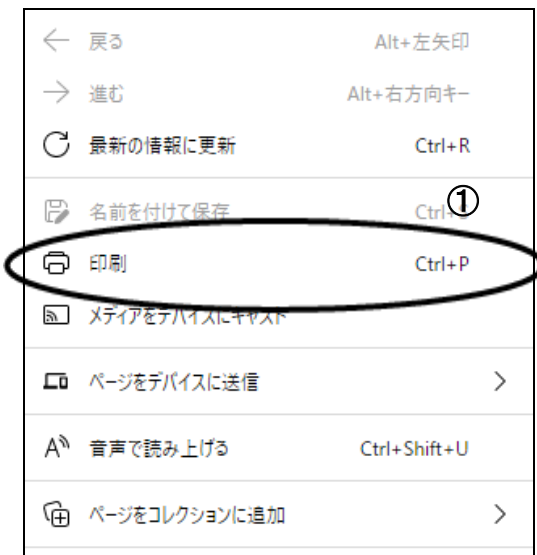 戻る Alt+左矢印
進む Alt+右方向キー
最新の情報に更新 Ctrl+R
①
名前を付けて保存 Ctrl+S
印刷 Ctrl+P
メディアをデバイスにキャスト
ページをデバイスに送信
音声で読み上げる Ctrl+Shift+U
ページをコレクションに追加